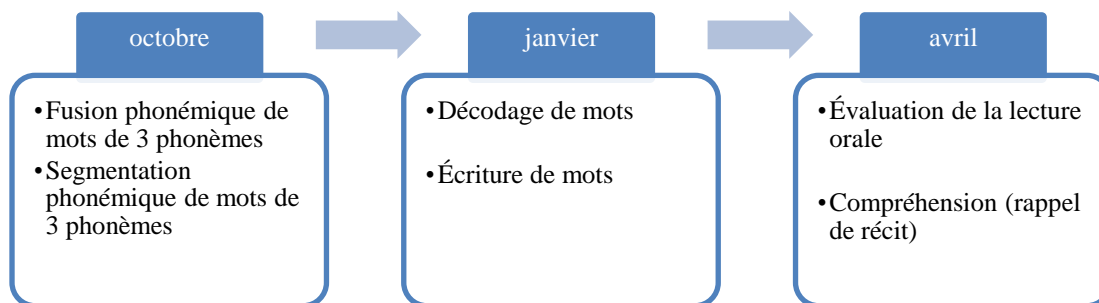 octobre
•Fusion phonémique de
mots de 3 phonèmes
•Segmentation
phonémique de mots de
3 phonèmes
janvier
•Décodage de mots
•Écriture de mots
avril
•Évaluation de la lecture
orale
•Compréhension (rappel
de récit)